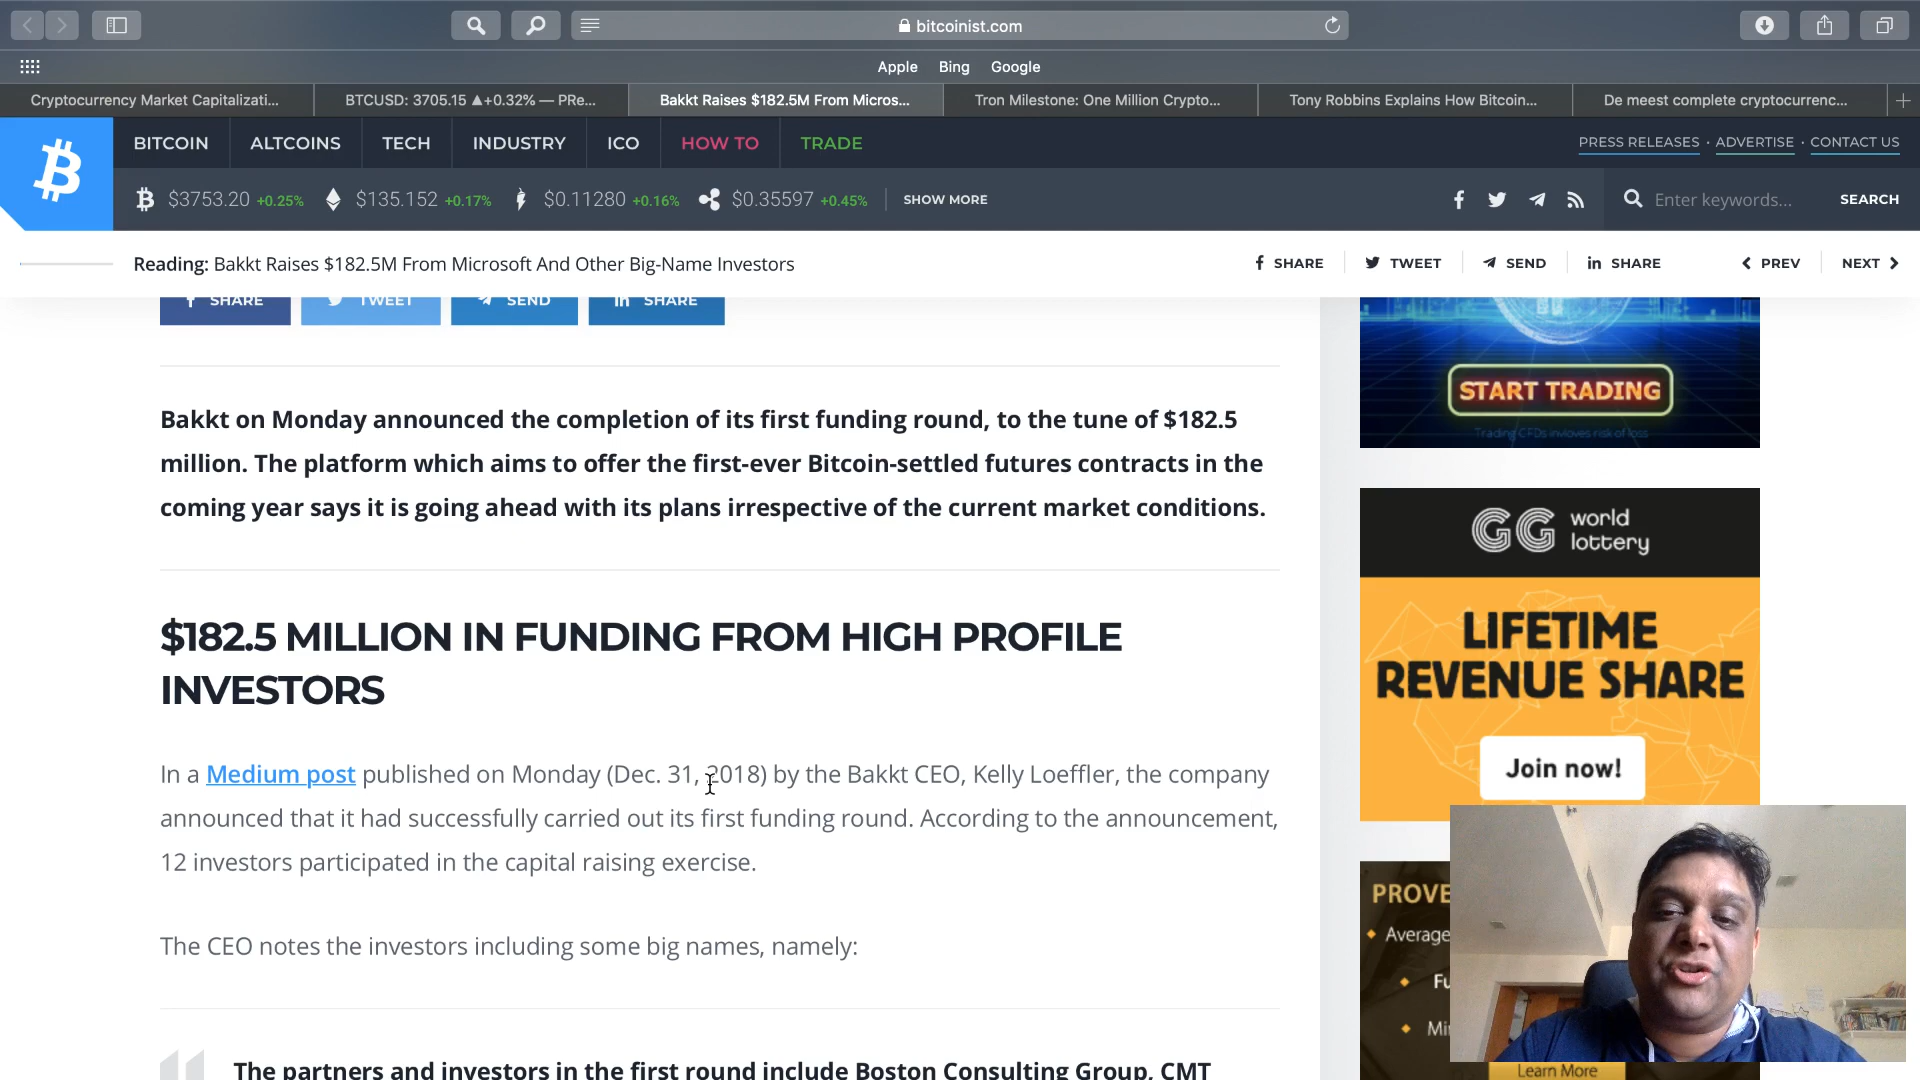 bitcoinist.com
Apple Bing Google
Cryptocurrency Market Capitalizati...
BTCUSD: 3705.15 ▲+0.32% — PRe...
Bakkt Raises $182.5M From Micros...
Tron Milestone: One Million Crypto...
Tony Robbins Explains How Bitcoin...
De meest complete cryptocurrenc...
BITCOIN ALTCOINS TECH INDUSTRY ICO HOW TO TRADE
PRESS RELEASES · ADVERTISE · CONTACT US
$3753.20 +0.25% $135.152 +0.17% $0.11280 +0.16% $0.35597 +0.45% SHOW MORE
Enter keywords... SEARCH
Reading: Bakkt Raises $182.5M From Microsoft And Other Big-Name Investors
SHARE TWEET SEND SHARE PREV NEXT
SHARE TWEET SEND SHARE
Bakkt on Monday announced the completion of its first funding round, to the tune of $182.5
million. The platform which aims to offer the first-ever Bitcoin-settled futures contracts in the
coming year says it is going ahead with its plans irrespective of the current market conditions.
$182.5 MILLION IN FUNDING FROM HIGH PROFILE
INVESTORS
In a Medium post published on Monday (Dec. 31, 2018) by the Bakkt CEO, Kelly Loeffler, the company
announced that it had successfully carried out its first funding round. According to the announcement,
12 investors participated in the capital raising exercise.
The CEO notes the investors including some big names, namely:
The partners and investors in the first round include Boston Consulting Group, CMT
START TRADING
Trading CFDs invloves risk of loss
GG world
lottery
LIFETIME
REVENUE SHARE
Join now!
PROVE
Average
Fu
Mi
Learn More